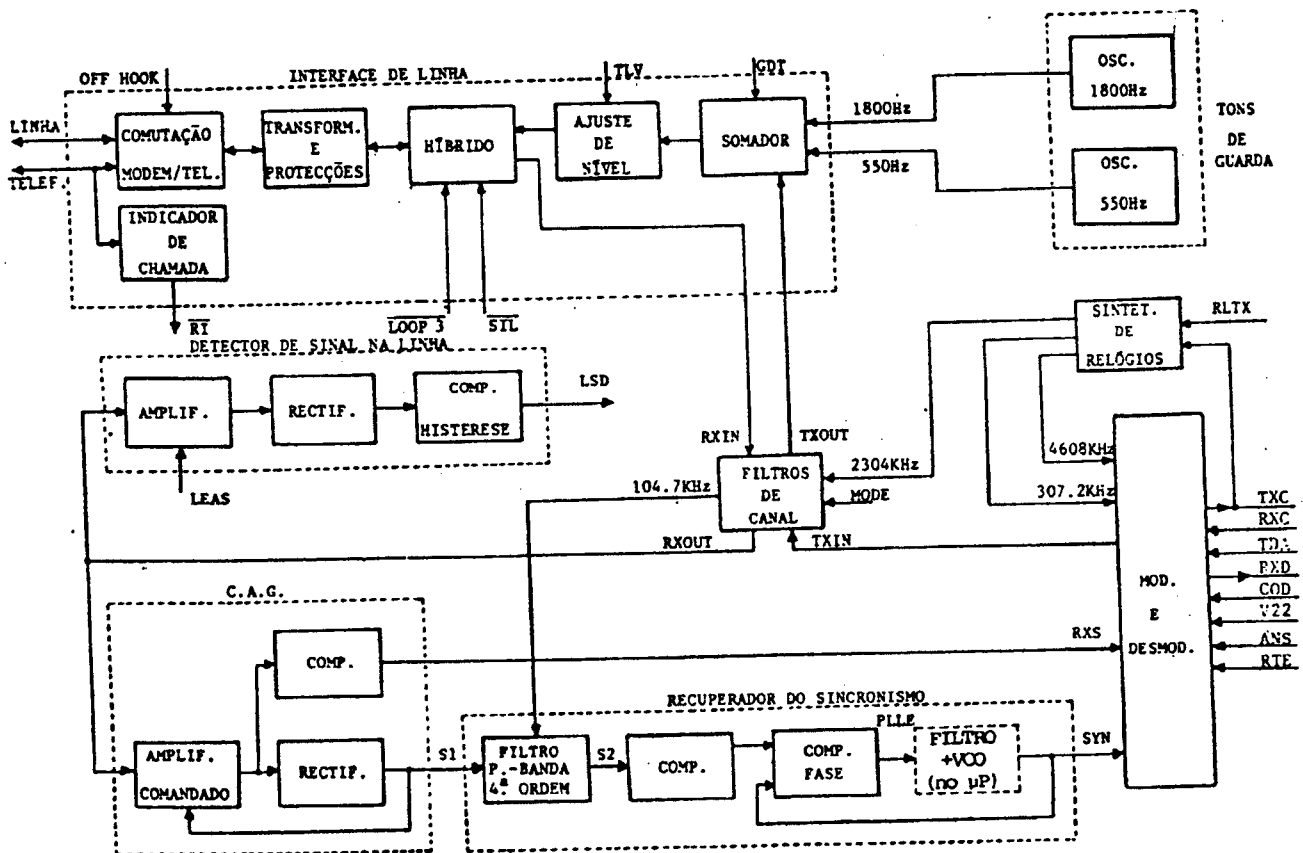 OFF HOOK
INTERFACE DE LINHA
TLV
GDT
OSC.
1800Hz
TONS
DE
GUARDA
OSC.
550Hz
LINHA
TELEF.
COMUTAÇÃO
MODEM/TEL.
TRANSFORM.
E
PROTECÇÕES
HÍBRIDO
AJUSTE
DE
NÍVEL
SOMADOR
1800Hz
550Hz
INDICADOR
DE
CHAMADA
RI
LOOP 3
STL
SINTET.
DE
RELÓGIOS
RLTX
DETECTOR DE SINAL NA LINHA
AMPLIF.
RECTIF.
COMP.
HISTERESE
LSD
LEAS
RXIN
TXOUT
104.7KHz
FILTROS
DE
CANAL
2304KHz
MODE
4608KHz
307.2KHz
RXOUT
TXIN
MOD.
E
DESMOD.
TXC
RXC
TDA
RXD
COD
V22
ANS
RTE
C.A.G.
COMP.
RXS
AMPLIF.
COMANDADO
RECTIF.
S1
RECUPERADOR DO SINCRONISMO
FILTRO
P.-BANDA
4ª ORDEM
S2
COMP.
COMP.
FASE
PLLE
FILTRO
+VCO
(no µP)
SYN